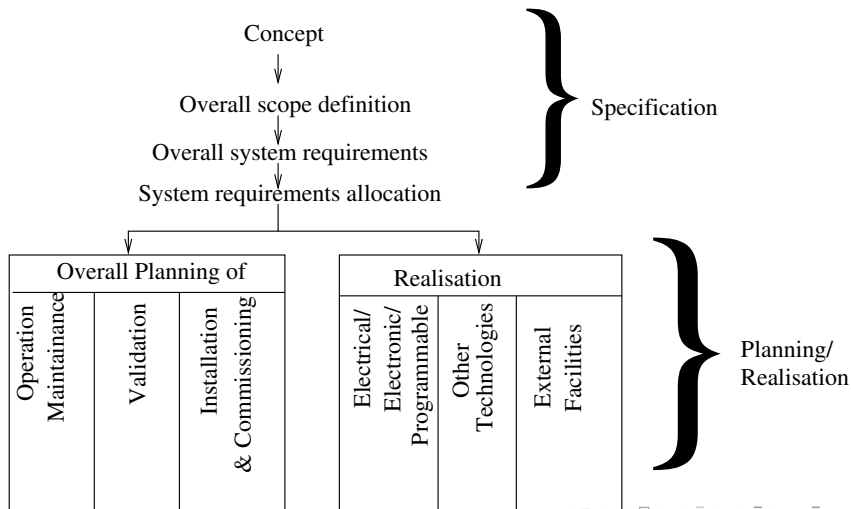 Concept
Overall scope definition
Overall system requirements
System requirements allocation
Specification
Overall Planning of
Operation
Maintainance
Validation
Installation
& Commissioning
Realisation
Electrical/
Electronic/
Programmable
Other
Technologies
External
Facilities
Planning/
Realisation